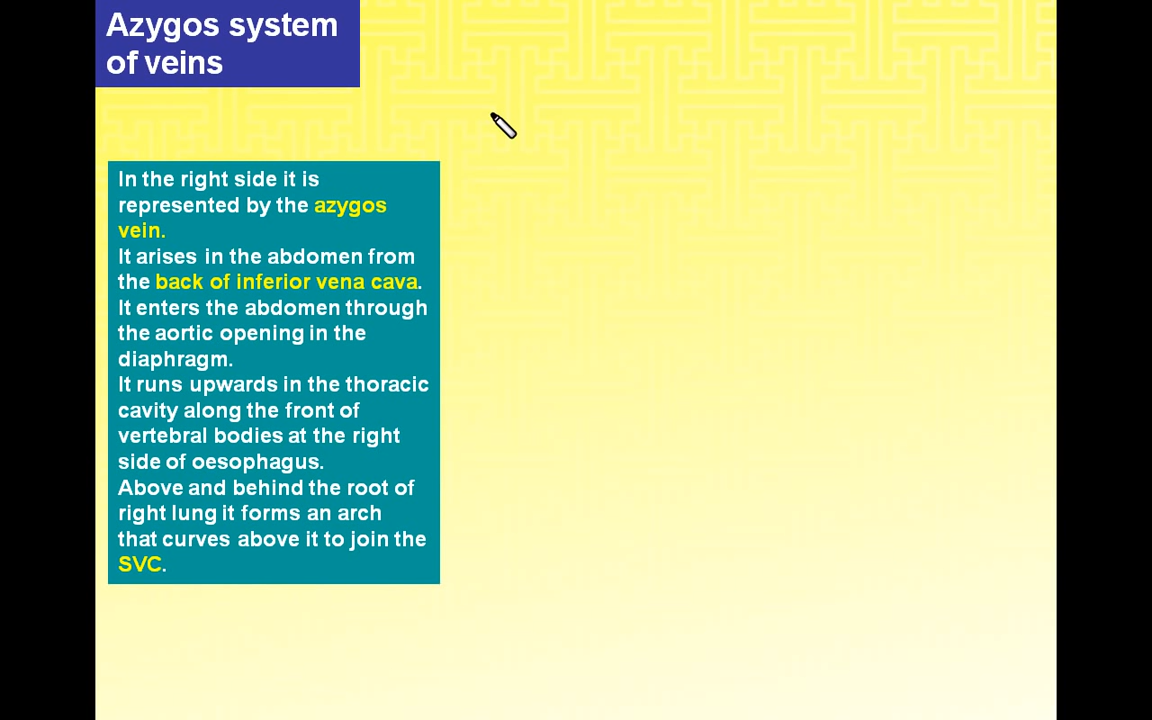 Azygos system
of veins
In the right side it is
represented by the azygos
vein.
It arises in the abdomen from
the back of inferior vena cava.
It enters the abdomen through
the aortic opening in the
diaphragm.
It runs upwards in the thoracic
cavity along the front of
vertebral bodies at the right
side of oesophagus.
Above and behind the root of
right lung it forms an arch
that curves above it to join the
SVC.